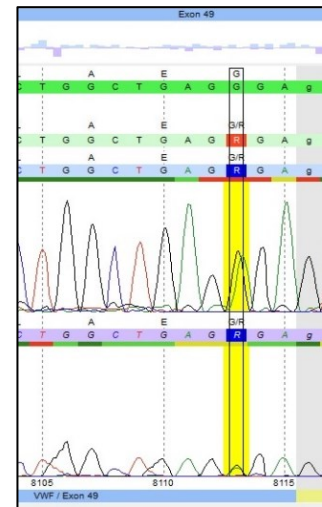 Exon 49
A E G
C T G G C T G A G G G A g
A E G/R
C T G G C T G A G R G A g
A E G/R
C T G G C T G A G R G A g
A E G/R
C T G G C T G A G R G A g
8105 8110 8115
VWF / Exon 49